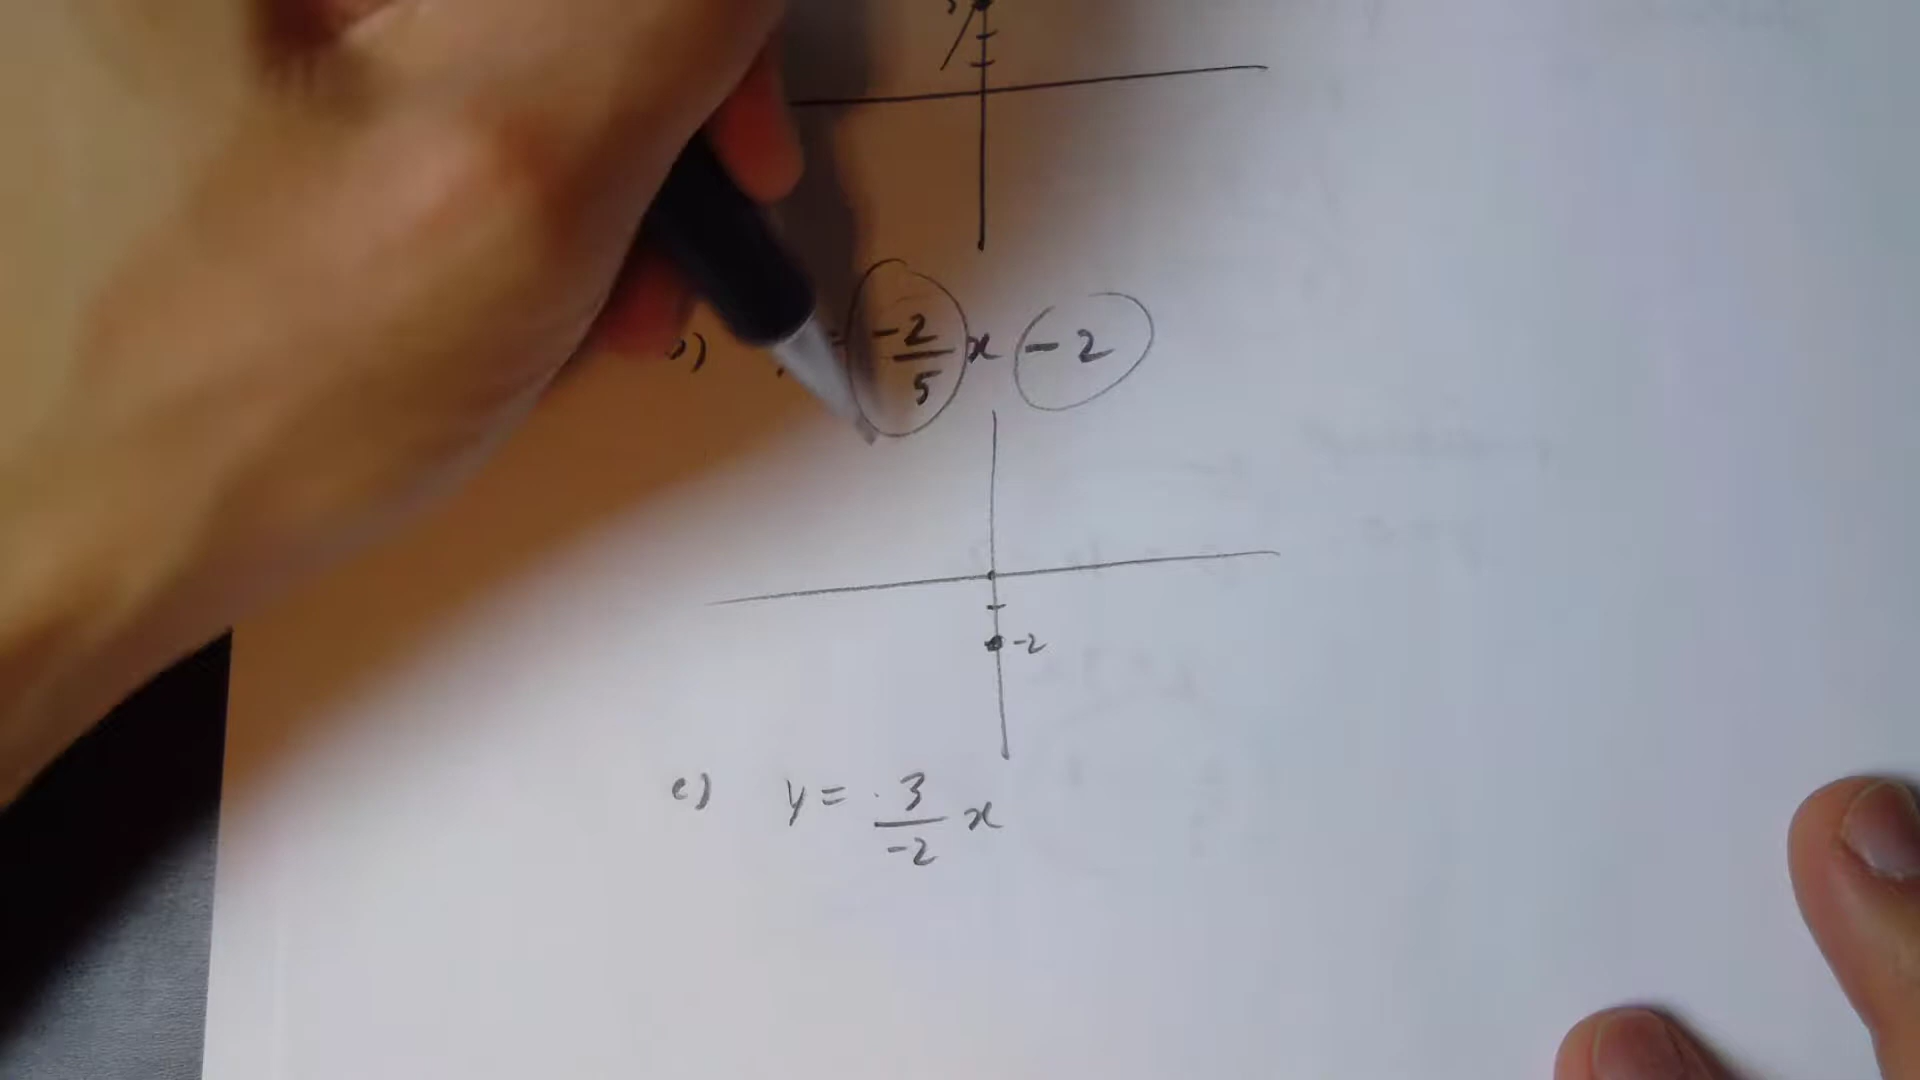 b) = -2/5 x - 2
-2
c) y = 3/-2 x